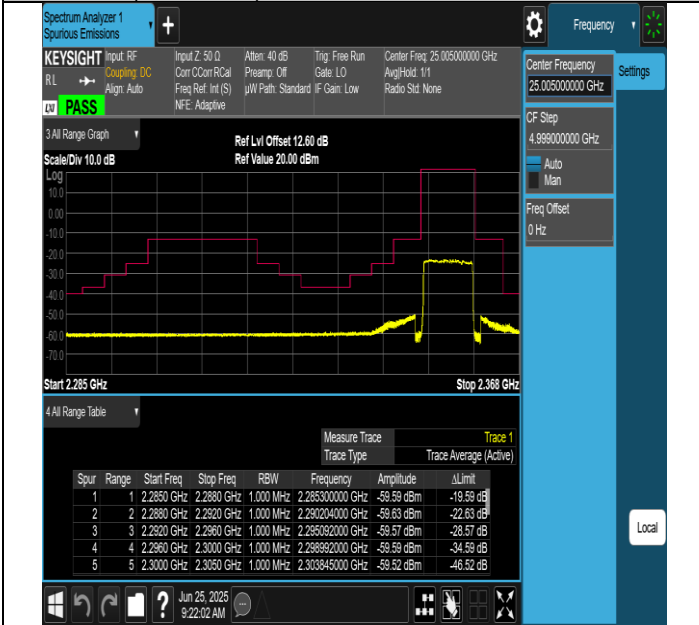 Spectrum Analyzer 1
Spurious Emissions
+
Frequency
KEYSIGHT Input: RF Input Z: 50 Ω Atten: 40 dB Trig: Free Run Center Freq: 25.005000000 GHz
RL Coupling: DC Corr CCorr RCal Preamp: Off Gate: LO Avg|Hold: 1/1
Align: Auto Freq Ref: Int (S) µW Path: Standard IF Gain: Low Radio Std: None
LXI PASS NFE: Adaptive
Center Frequency
25.005000000 GHz
Settings
CF Step
4.999000000 GHz
Auto
Man
Freq Offset
0 Hz
3 All Range Graph
Ref Lvl Offset 12.60 dB
Scale/Div 10.0 dB Ref Value 20.00 dBm
Log
10.0
0.00
-10.0
-20.0
-30.0
-40.0
-50.0
-60.0
-70.0
Start 2.285 GHz Stop 2.368 GHz
4 All Range Table
Measure Trace Trace 1
Trace Type Trace Average (Active)
Spur Range Start Freq Stop Freq RBW Frequency Amplitude ΔLimit
1 1 2.2850 GHz 2.2880 GHz 1.000 MHz 2.285300000 GHz -59.59 dBm -19.59 dB
2 2 2.2880 GHz 2.2920 GHz 1.000 MHz 2.290204000 GHz -59.63 dBm -22.63 dB
3 3 2.2920 GHz 2.2960 GHz 1.000 MHz 2.295092000 GHz -59.57 dBm -28.57 dB
4 4 2.2960 GHz 2.3000 GHz 1.000 MHz 2.298992000 GHz -59.59 dBm -34.59 dB
5 5 2.3000 GHz 2.3050 GHz 1.000 MHz 2.303845000 GHz -59.52 dBm -46.52 dB
Local
? Jun 25, 2025
9:22:02 AM